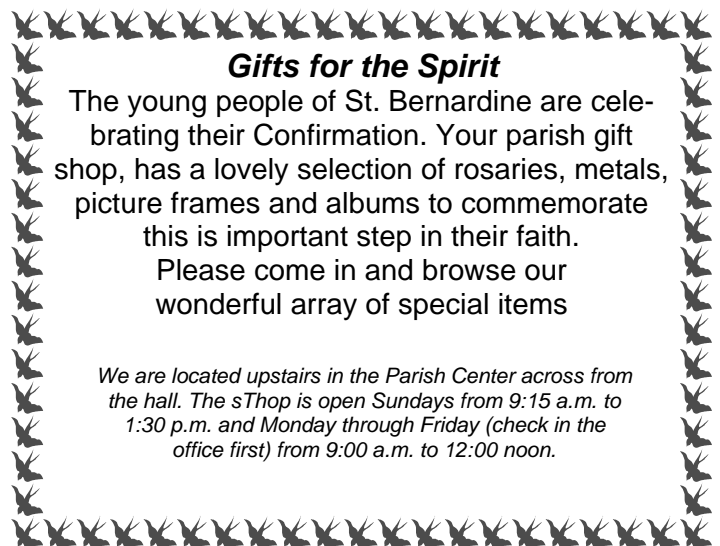 Gifts for the Spirit
The young people of St. Bernardine are cele-
brating their Confirmation. Your parish gift
shop, has a lovely selection of rosaries, metals,
picture frames and albums to commemorate
this is important step in their faith.
Please come in and browse our
wonderful array of special items
We are located upstairs in the Parish Center across from
the hall. The sThop is open Sundays from 9:15 a.m. to
1:30 p.m. and Monday through Friday (check in the
office first) from 9:00 a.m. to 12:00 noon.